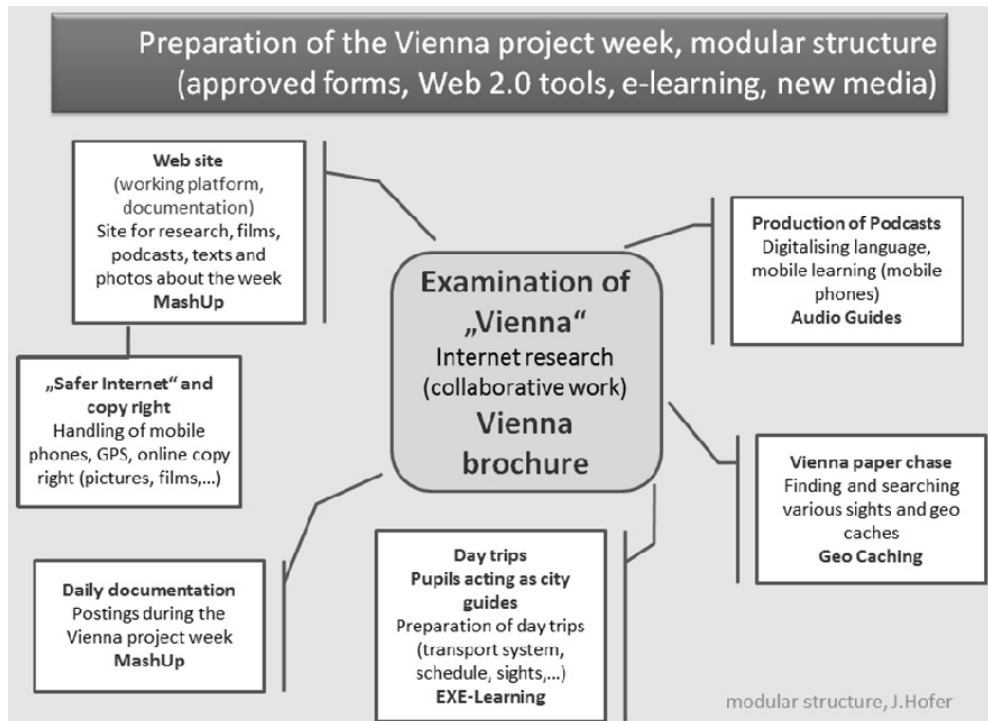 Preparation of the Vienna project week, modular structure
(approved forms, Web 2.0 tools, e-learning, new media)
Web site
(working platform,
documentation)
Site for research, films,
podcasts, texts and
photos about the week
MashUp
Production of Podcasts
Digitalising language,
mobile learning (mobile
phones)
Audio Guides
Examination of
„Vienna“
Internet research
(collaborative work)
Vienna
brochure
„Safer Internet“ and
copy right
Handling of mobile
phones, GPS, online copy
right (pictures, films,...)
Vienna paper chase
Finding and searching
various sights and geo
caches
Geo Caching
Daily documentation
Postings during the
Vienna project week
MashUp
Day trips
Pupils acting as city
guides
Preparation of day trips
(transport system,
schedule, sights,...)
EXE-Learning
modular structure, J.Hofer